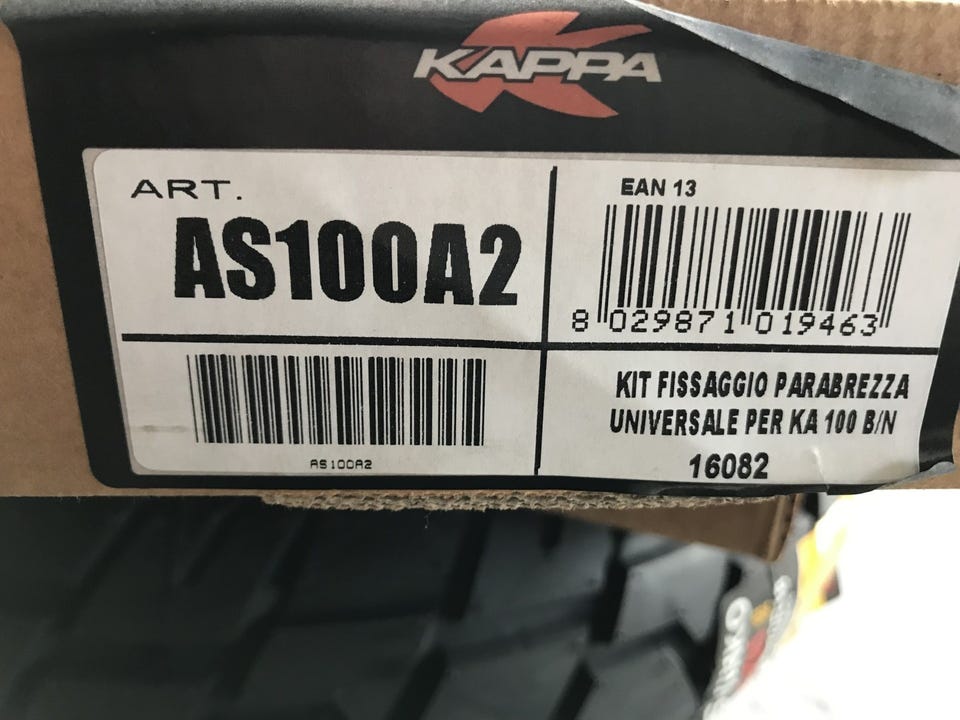 KAPPA
ART.
AS100A2
AS100A2
EAN 13
8 029871 019463
KIT FISSAGGIO PARABREZZA
UNIVERSALE PER KA 100 B/N
16082